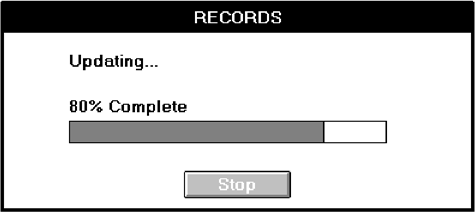 RECORDS
Updating...
80% Complete
Stop